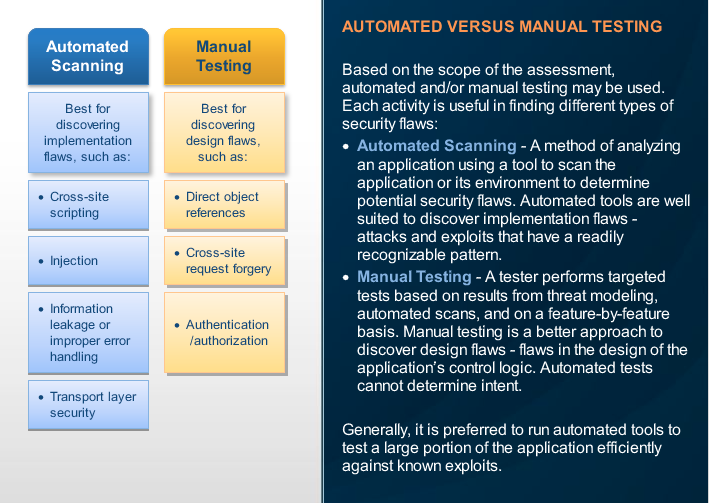 Automated
Scanning
Best for
discovering
implementation
flaws, such as:
• Cross-site
scripting
• Injection
• Information
leakage or
improper error
handling
• Transport layer
security
Manual
Testing
Best for
discovering
design flaws,
such as:
• Direct object
references
• Cross-site
request forgery
• Authentication
/authorization
AUTOMATED VERSUS MANUAL TESTING
Based on the scope of the assessment,
automated and/or manual testing may be used.
Each activity is useful in finding different types of
security flaws:
• Automated Scanning - A method of analyzing
an application using a tool to scan the
application or its environment to determine
potential security flaws. Automated tools are well
suited to discover implementation flaws -
attacks and exploits that have a readily
recognizable pattern.
• Manual Testing - A tester performs targeted
tests based on results from threat modeling,
automated scans, and on a feature-by-feature
basis. Manual testing is a better approach to
discover design flaws - flaws in the design of the
application's control logic. Automated tests
cannot determine intent.
Generally, it is preferred to run automated tools to
test a large portion of the application efficiently
against known exploits.